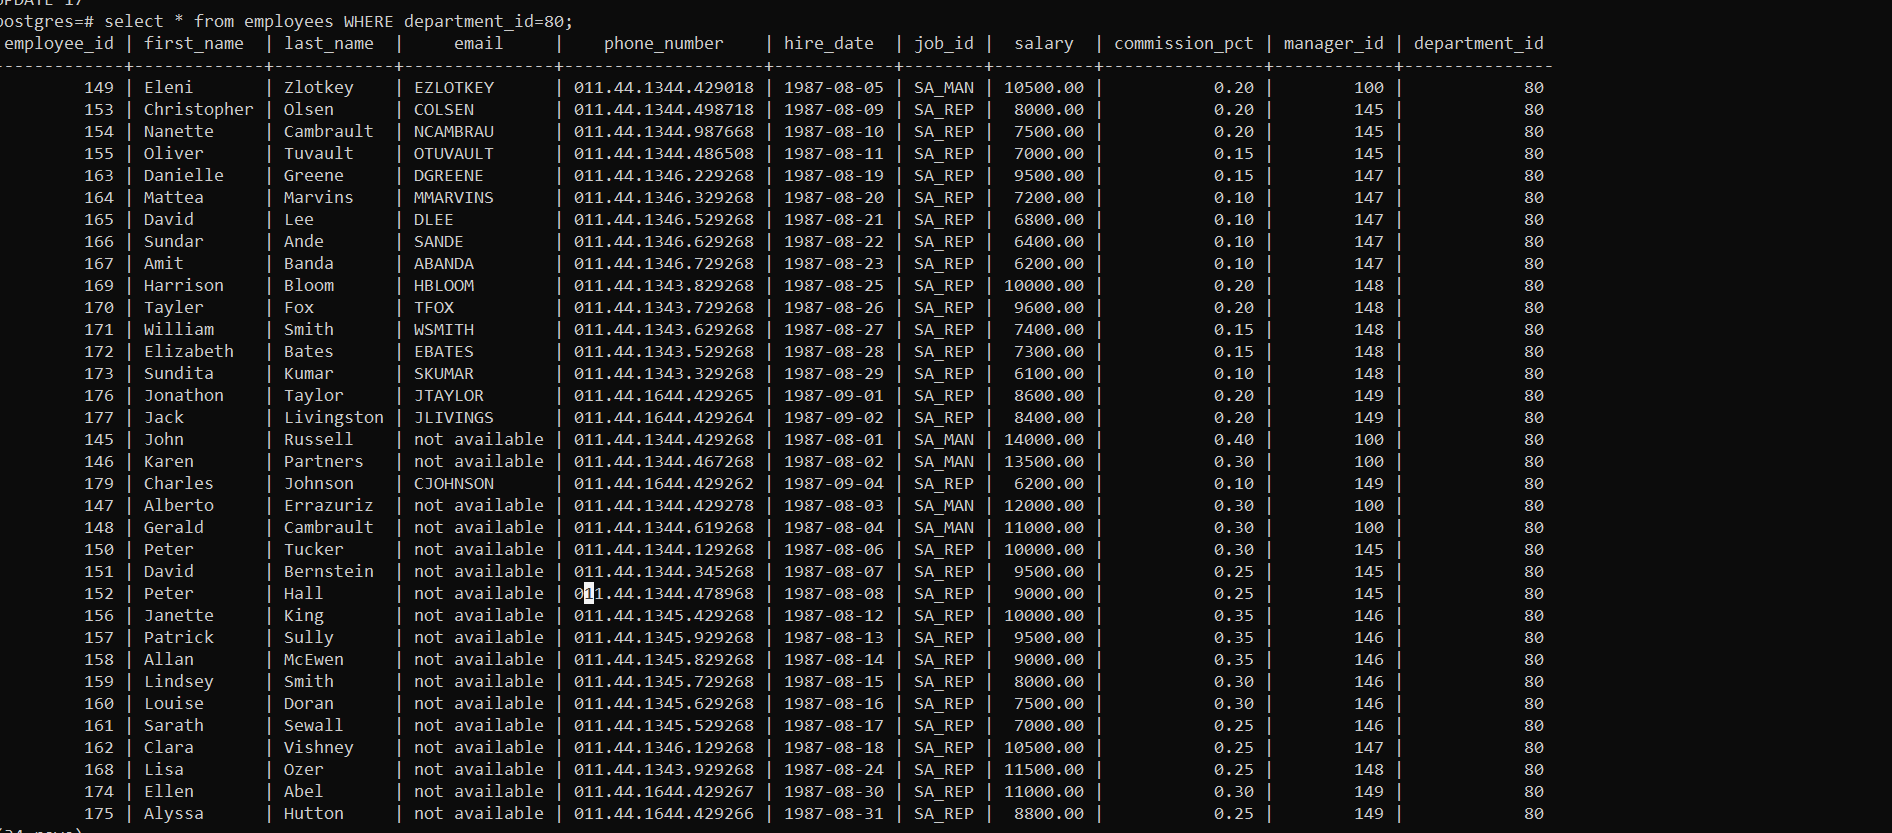 UPDATE 17
postgres=# select * from employees WHERE department_id=80;
employee_id | first_name | last_name | email | phone_number | hire_date | job_id | salary | commission_pct | manager_id | department_id
-------------+-------------+------------+---------------+--------------------+------------+--------+----------+----------------+------------+---------------
149 | Eleni | Zlotkey | EZLOTKEY | 011.44.1344.429018 | 1987-08-05 | SA_MAN | 10500.00 | 0.20 | 100 | 80
153 | Christopher | Olsen | COLSEN | 011.44.1344.498718 | 1987-08-09 | SA_REP | 8000.00 | 0.20 | 145 | 80
154 | Nanette | Cambrault | NCAMBRAU | 011.44.1344.987668 | 1987-08-10 | SA_REP | 7500.00 | 0.20 | 145 | 80
155 | Oliver | Tuvault | OTUVAULT | 011.44.1344.486508 | 1987-08-11 | SA_REP | 7000.00 | 0.15 | 145 | 80
163 | Danielle | Greene | DGREENE | 011.44.1346.229268 | 1987-08-19 | SA_REP | 9500.00 | 0.15 | 147 | 80
164 | Mattea | Marvins | MMARVINS | 011.44.1346.329268 | 1987-08-20 | SA_REP | 7200.00 | 0.10 | 147 | 80
165 | David | Lee | DLEE | 011.44.1346.529268 | 1987-08-21 | SA_REP | 6800.00 | 0.10 | 147 | 80
166 | Sundar | Ande | SANDE | 011.44.1346.629268 | 1987-08-22 | SA_REP | 6400.00 | 0.10 | 147 | 80
167 | Amit | Banda | ABANDA | 011.44.1346.729268 | 1987-08-23 | SA_REP | 6200.00 | 0.10 | 147 | 80
169 | Harrison | Bloom | HBLOOM | 011.44.1343.829268 | 1987-08-25 | SA_REP | 10000.00 | 0.20 | 148 | 80
170 | Tayler | Fox | TFOX | 011.44.1343.729268 | 1987-08-26 | SA_REP | 9600.00 | 0.20 | 148 | 80
171 | William | Smith | WSMITH | 011.44.1343.629268 | 1987-08-27 | SA_REP | 7400.00 | 0.15 | 148 | 80
172 | Elizabeth | Bates | EBATES | 011.44.1343.529268 | 1987-08-28 | SA_REP | 7300.00 | 0.15 | 148 | 80
173 | Sundita | Kumar | SKUMAR | 011.44.1343.329268 | 1987-08-29 | SA_REP | 6100.00 | 0.10 | 148 | 80
176 | Jonathon | Taylor | JTAYLOR | 011.44.1644.429265 | 1987-09-01 | SA_REP | 8600.00 | 0.20 | 149 | 80
177 | Jack | Livingston | JLIVINGS | 011.44.1644.429264 | 1987-09-02 | SA_REP | 8400.00 | 0.20 | 149 | 80
145 | John | Russell | not available | 011.44.1344.429268 | 1987-08-01 | SA_MAN | 14000.00 | 0.40 | 100 | 80
146 | Karen | Partners | not available | 011.44.1344.467268 | 1987-08-02 | SA_MAN | 13500.00 | 0.30 | 100 | 80
179 | Charles | Johnson | CJOHNSON | 011.44.1644.429262 | 1987-09-04 | SA_REP | 6200.00 | 0.10 | 149 | 80
147 | Alberto | Errazuriz | not available | 011.44.1344.429278 | 1987-08-03 | SA_MAN | 12000.00 | 0.30 | 100 | 80
148 | Gerald | Cambrault | not available | 011.44.1344.619268 | 1987-08-04 | SA_MAN | 11000.00 | 0.30 | 100 | 80
150 | Peter | Tucker | not available | 011.44.1344.129268 | 1987-08-06 | SA_REP | 10000.00 | 0.30 | 145 | 80
151 | David | Bernstein | not available | 011.44.1344.345268 | 1987-08-07 | SA_REP | 9500.00 | 0.25 | 145 | 80
152 | Peter | Hall | not available | 011.44.1344.478968 | 1987-08-08 | SA_REP | 9000.00 | 0.25 | 145 | 80
156 | Janette | King | not available | 011.44.1345.429268 | 1987-08-12 | SA_REP | 10000.00 | 0.35 | 146 | 80
157 | Patrick | Sully | not available | 011.44.1345.929268 | 1987-08-13 | SA_REP | 9500.00 | 0.35 | 146 | 80
158 | Allan | McEwen | not available | 011.44.1345.829268 | 1987-08-14 | SA_REP | 9000.00 | 0.35 | 146 | 80
159 | Lindsey | Smith | not available | 011.44.1345.729268 | 1987-08-15 | SA_REP | 8000.00 | 0.30 | 146 | 80
160 | Louise | Doran | not available | 011.44.1345.629268 | 1987-08-16 | SA_REP | 7500.00 | 0.30 | 146 | 80
161 | Sarath | Sewall | not available | 011.44.1345.529268 | 1987-08-17 | SA_REP | 7000.00 | 0.25 | 146 | 80
162 | Clara | Vishney | not available | 011.44.1346.129268 | 1987-08-18 | SA_REP | 10500.00 | 0.25 | 147 | 80
168 | Lisa | Ozer | not available | 011.44.1343.929268 | 1987-08-24 | SA_REP | 11500.00 | 0.25 | 148 | 80
174 | Ellen | Abel | not available | 011.44.1644.429267 | 1987-08-30 | SA_REP | 11000.00 | 0.30 | 149 | 80
175 | Alyssa | Hutton | not available | 011.44.1644.429266 | 1987-08-31 | SA_REP | 8800.00 | 0.25 | 149 | 80
(34 rows)